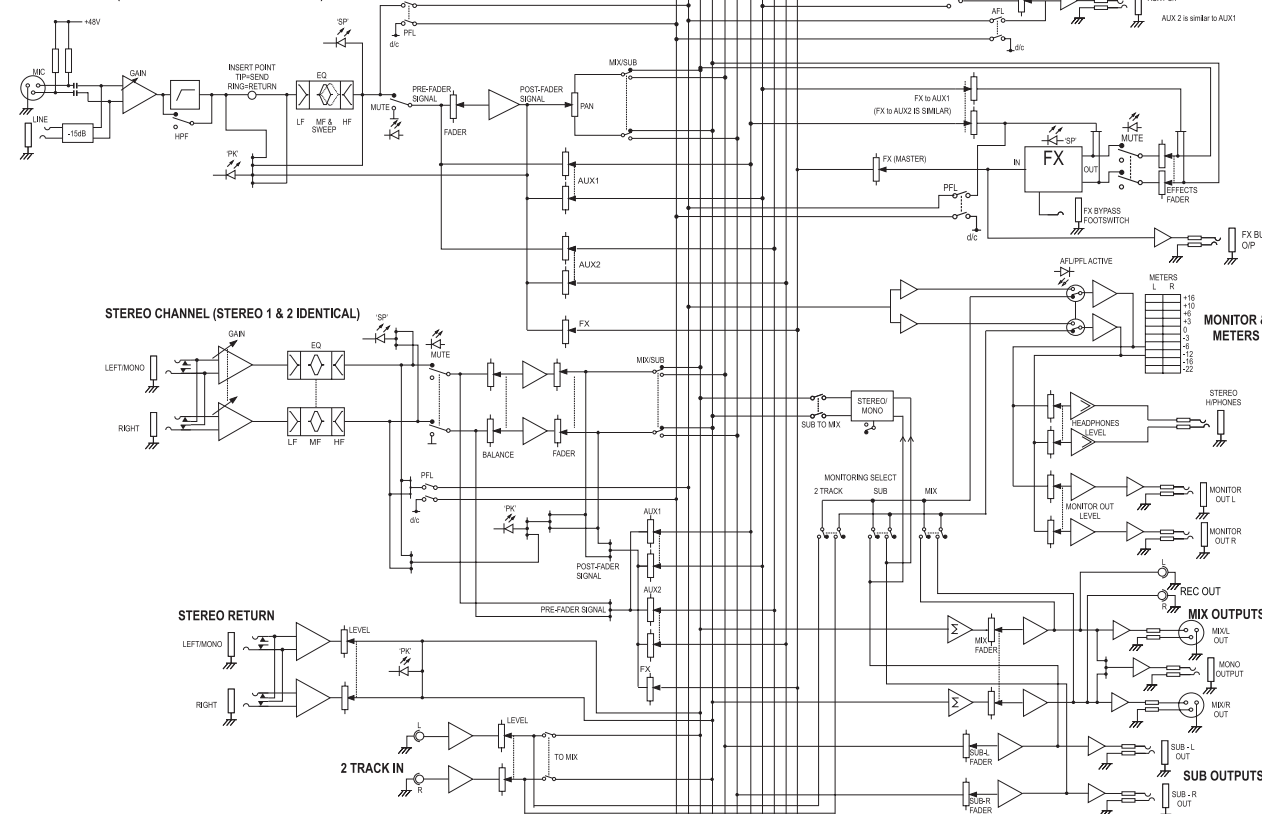 +48V
'SP'
PFL
d/c
AFL
d/c
AUX 2 is similar to AUX1
MIC
GAIN
INSERT POINT
TIP=SEND
RING=RETURN
EQ
LF MF & HF
SWEEP
MUTE
PRE-FADER
SIGNAL
FADER
POST-FADER
SIGNAL
PAN
MIX/SUB
LINE
-15dB
HPF
'PK'
AUX1
AUX2
FX
FX to AUX1
(FX to AUX2 IS SIMILAR)
FX (MASTER)
IN
FX
'SP'
OUT
MUTE
EFFECTS
FADER
PFL
d/c
FX BYPASS
FOOTSWITCH
O/P
AFL/PFL ACTIVE
METERS
L R
+16
+10
+6
+3
0
-3
-6
-12
-16
-22
MONITOR
METERS
STEREO CHANNEL (STEREO 1 & 2 IDENTICAL)
GAIN
EQ
'SP'
MUTE
MIX/SUB
LEFT/MONO
RIGHT
LF MF HF
BALANCE
FADER
PFL
d/c
'PK'
POST-FADER
SIGNAL
PRE-FADER SIGNAL
AUX1
AUX2
FX
STEREO/
MONO
SUB TO MIX
MONITORING SELECT
2 TRACK SUB MIX
STEREO
H/PHONES
HEADPHONES
LEVEL
MONITOR OUT
LEVEL
MONITOR
OUT L
MONITOR
OUT R
STEREO RETURN
LEFT/MONO
LEVEL
'PK'
RIGHT
L
R
REC OUT
MIX OUTPUTS
Σ
MIX
FADER
Σ
MIX/L
OUT
MONO
OUTPUT
MIX/R
OUT
2 TRACK IN
L
R
LEVEL
TO MIX
SUB-L
FADER
SUB-R
FADER
SUB - L
OUT
SUB OUTPUTS
SUB - R
OUT